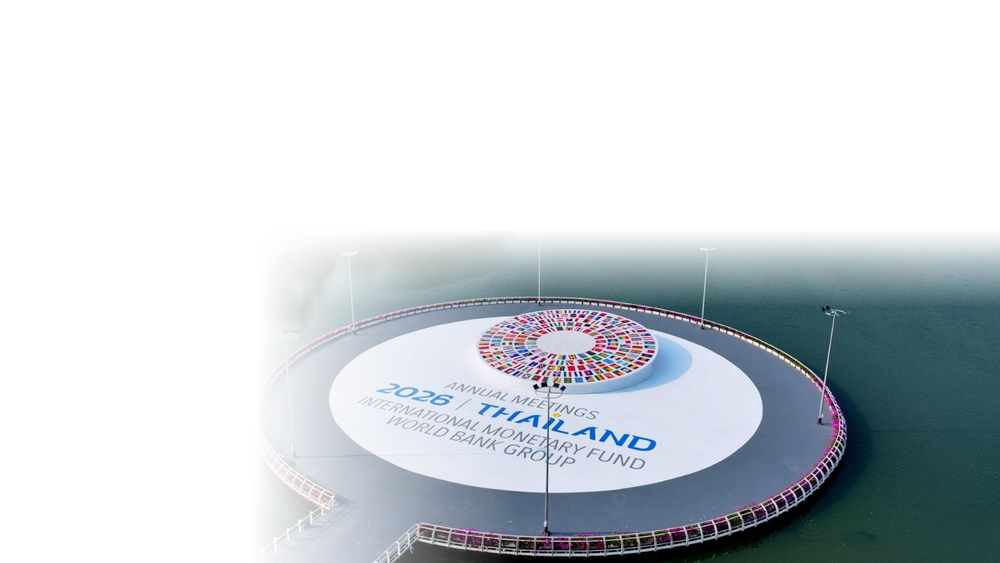 ANNUAL MEETINGS
2026 / THAILAND
INTERNATIONAL MONETARY FUND
WORLD BANK GROUP